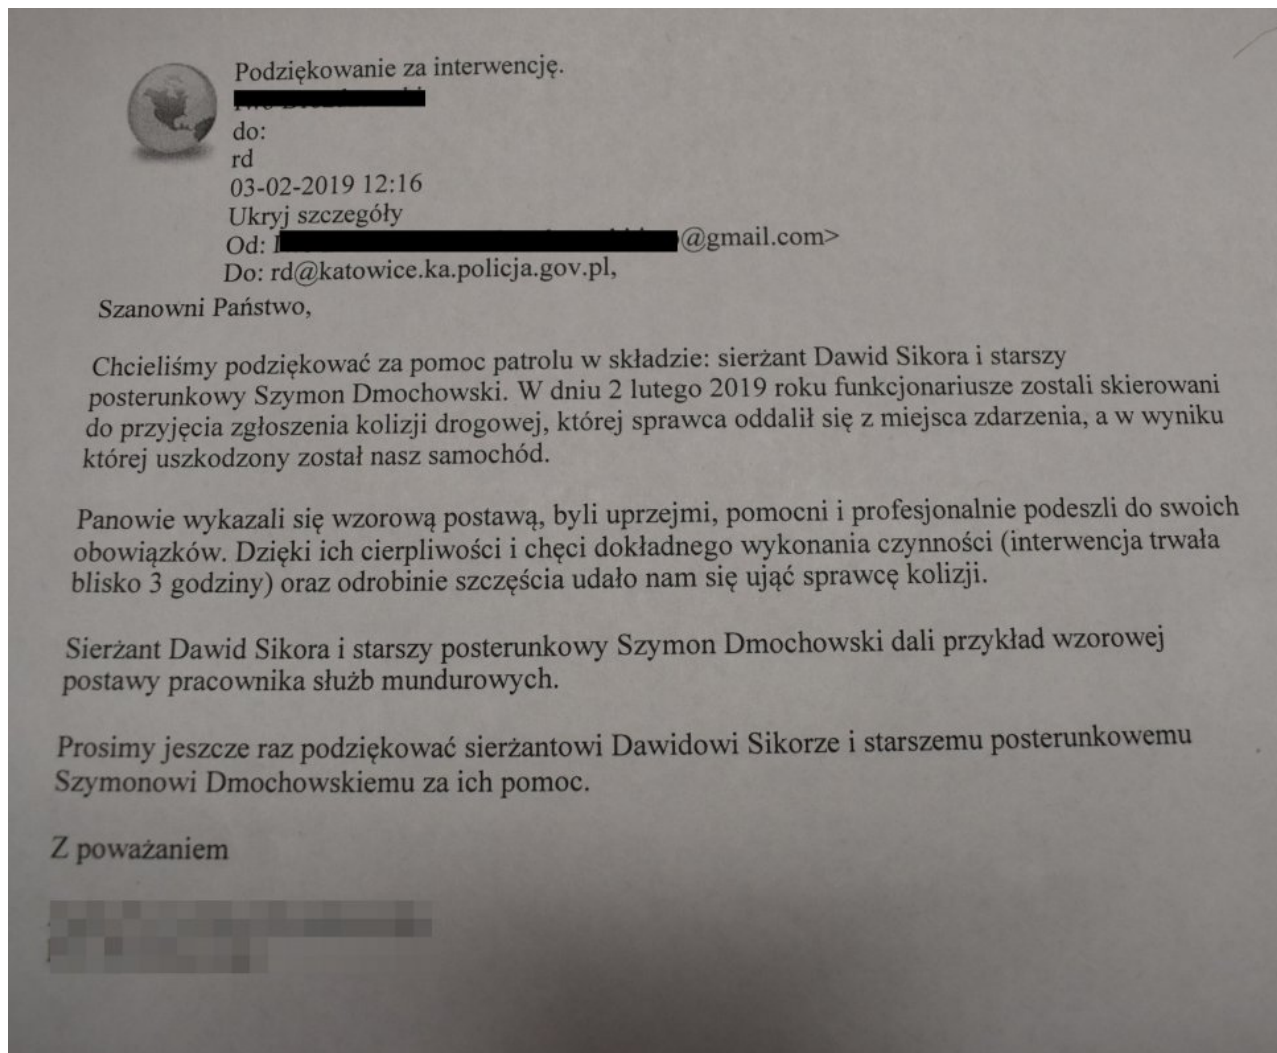 Podziękowanie za interwencję.
do:
rd
03-02-2019 12:16
Ukryj szczegóły
Od: @gmail.com>
Do: rd@katowice.ka.policja.gov.pl,
Szanowni Państwo,
Chcieliśmy podziękować za pomoc patrolu w składzie: sierżant Dawid Sikora i starszy
posterunkowy Szymon Dmochowski. W dniu 2 lutego 2019 roku funkcjonariusze zostali skierowani
do przyjęcia zgłoszenia kolizji drogowej, której sprawca oddalił się z miejsca zdarzenia, a w wyniku
której uszkodzony został nasz samochód.
Panowie wykazali się wzorową postawą, byli uprzejmi, pomocni i profesjonalnie podeszli do swoich
obowiązków. Dzięki ich cierpliwości i chęci dokładnego wykonania czynności (interwencja trwała
blisko 3 godziny) oraz odrobinie szczęścia udało nam się ująć sprawcę kolizji.
Sierżant Dawid Sikora i starszy posterunkowy Szymon Dmochowski dali przykład wzorowej
postawy pracownika służb mundurowych.
Prosimy jeszcze raz podziękować sierżantowi Dawidowi Sikorze i starszemu posterunkowemu
Szymonowi Dmochowskiemu za ich pomoc.
Z poważaniem